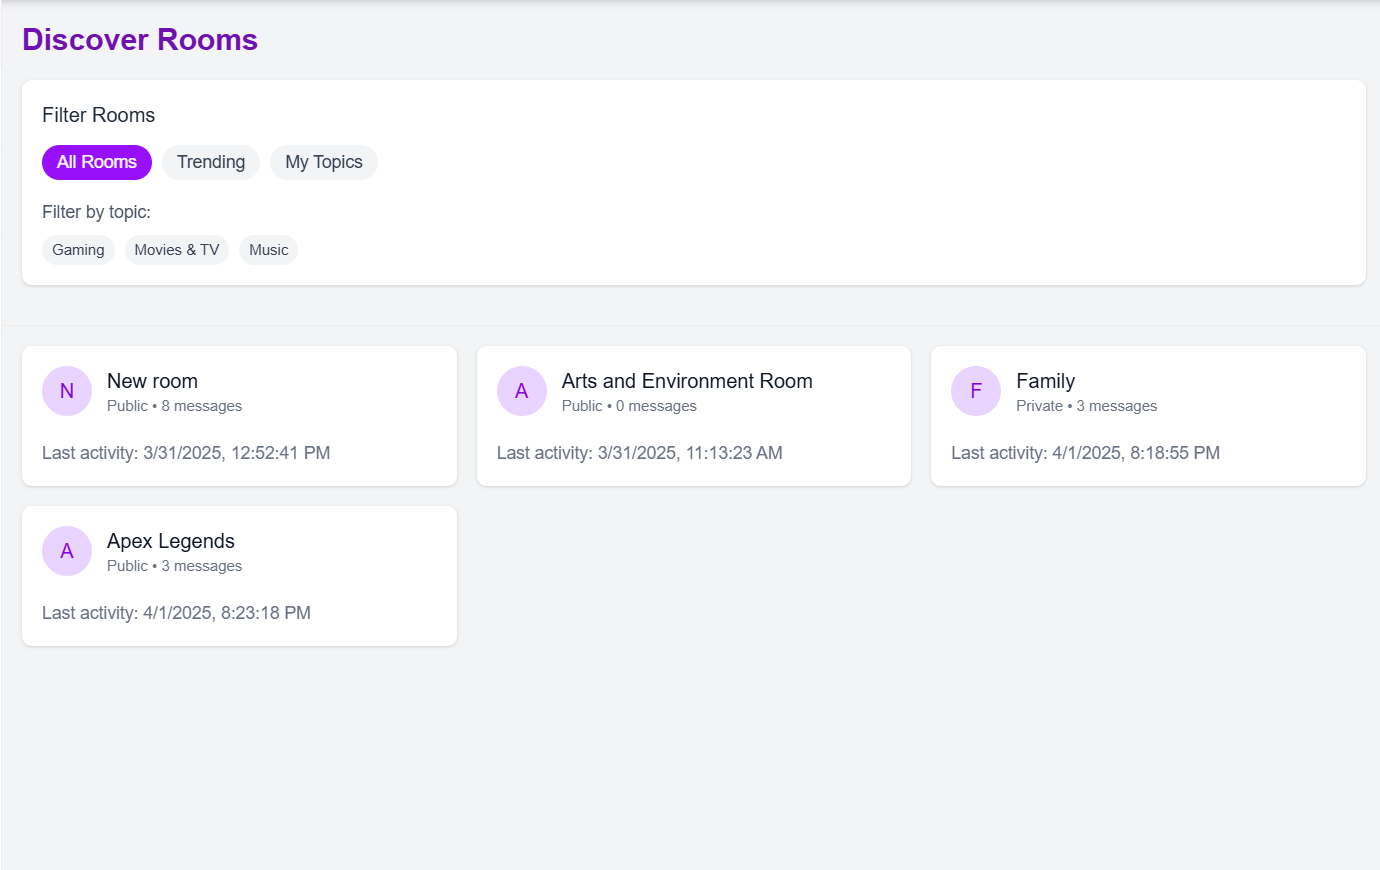 Discover Rooms
Filter Rooms
All Rooms Trending My Topics
Filter by topic:
Gaming Movies & TV Music
N
New room
Public • 8 messages
Last activity: 3/31/2025, 12:52:41 PM
A
Arts and Environment Room
Public • 0 messages
Last activity: 3/31/2025, 11:13:23 AM
F
Family
Private • 3 messages
Last activity: 4/1/2025, 8:18:55 PM
A
Apex Legends
Public • 3 messages
Last activity: 4/1/2025, 8:23:18 PM